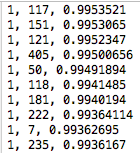 1, 117, 0.9953521
1, 151, 0.9953065
1, 121, 0.9952347
1, 405, 0.99500656
1, 50, 0.99491894
1, 118, 0.9941485
1, 181, 0.9940194
1, 222, 0.99364114
1, 7, 0.99362695
1, 235, 0.9936167